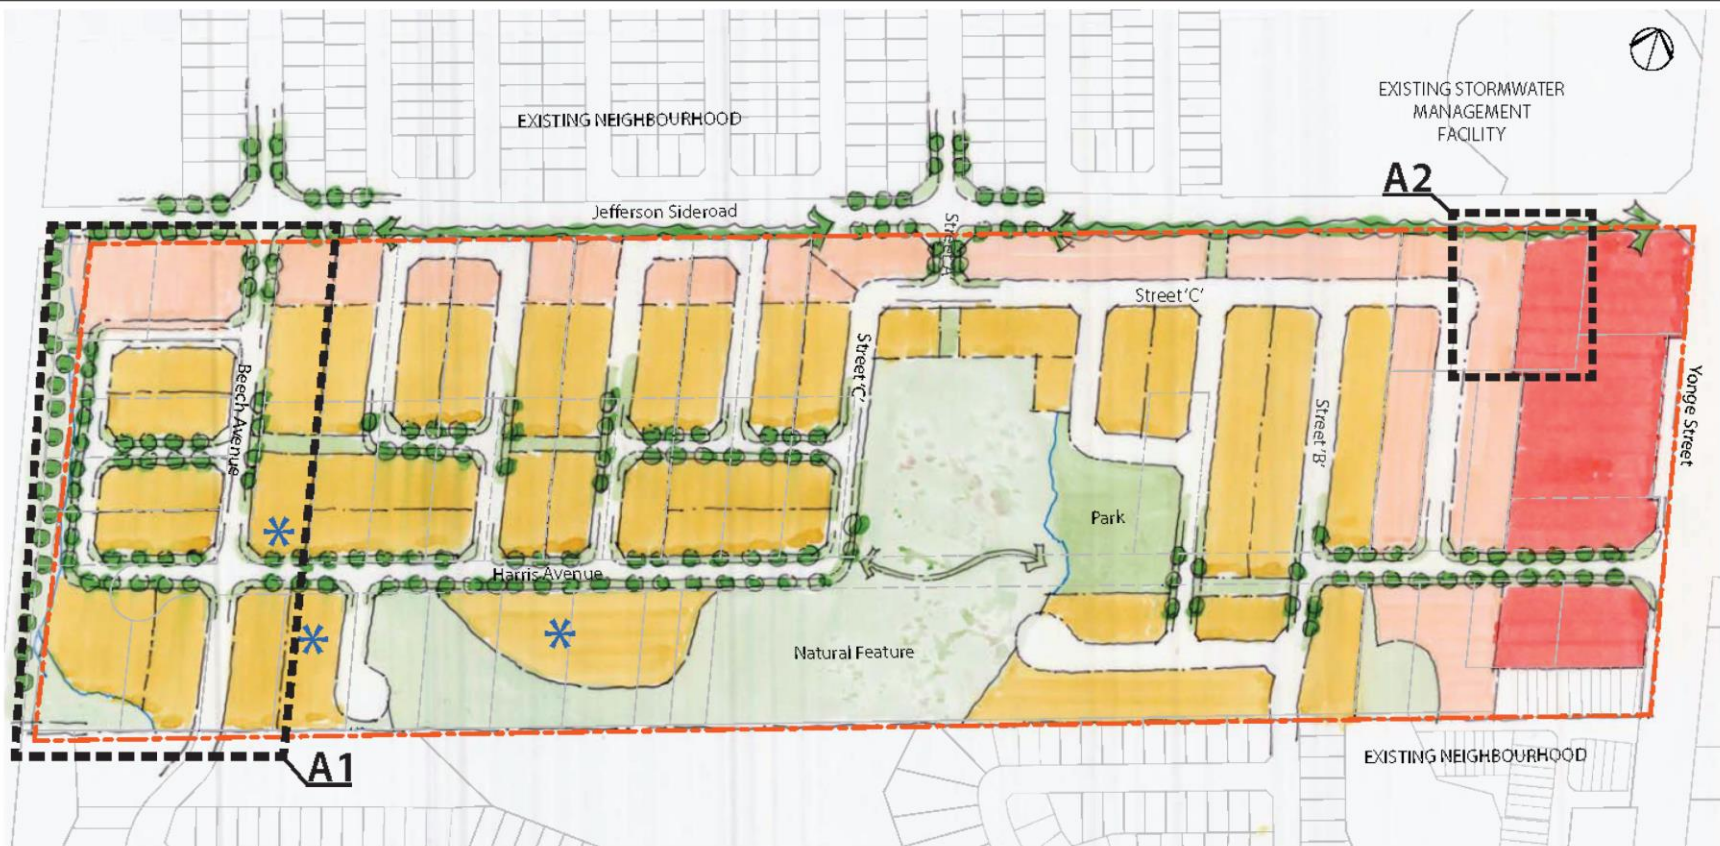 EXISTING STORMWATER
MANAGEMENT
FACILITY
EXISTING NEIGHBOURHOOD
A2
Jefferson Sideroad
Street 'A'
Street 'C'
Street 'C'
Beech Avenue
Street 'B'
Yonge Street
*
Park
Harris Avenue
*
*
Natural Feature
EXISTING NEIGHBOURHOOD
A1